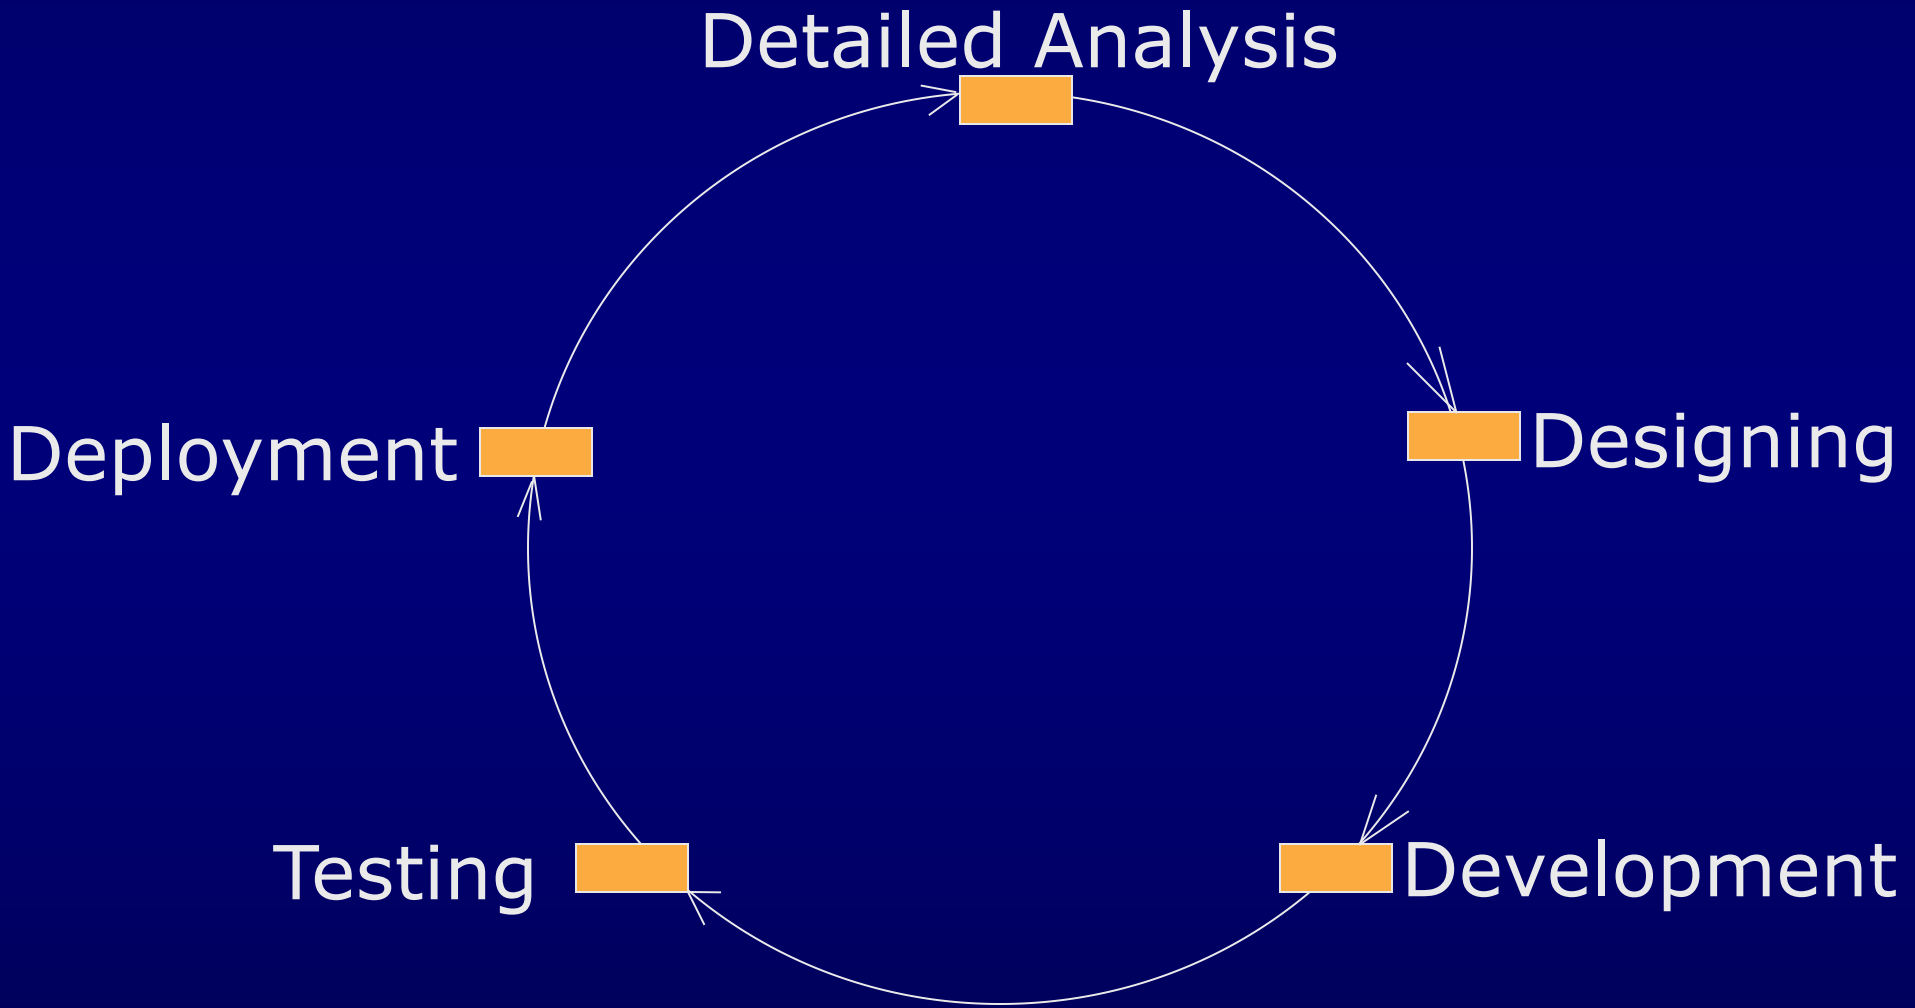 Detailed Analysis
Designing
Development
Testing
Deployment